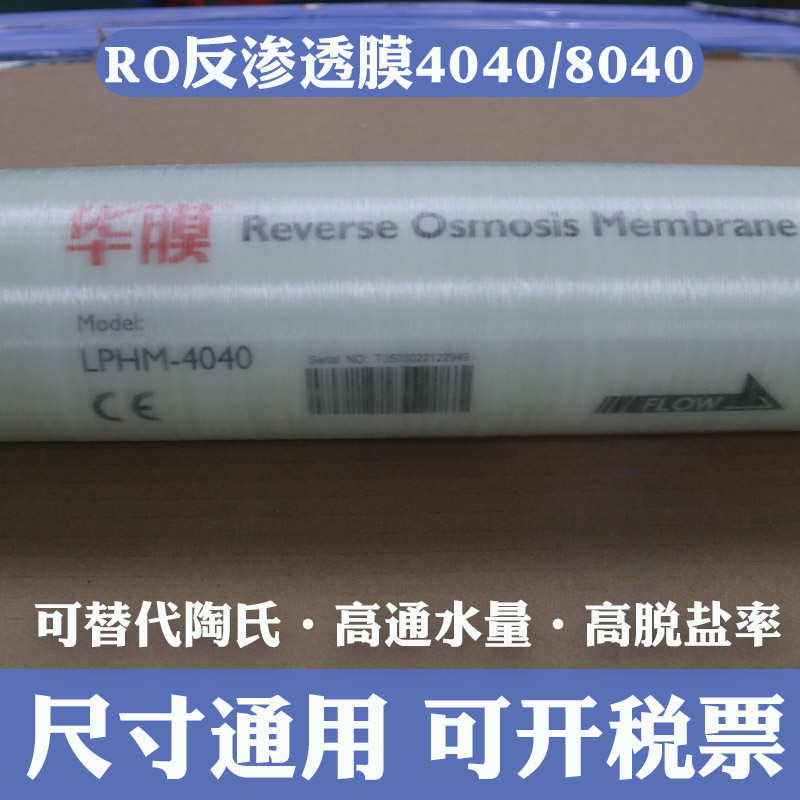 RO反渗透膜4040/8040
华膜 Reverse Osmosis Membrane
Model:
LPHM-4040
Serial NO:
CE
FLOW
可替代陶氏·高通水量·高脱盐率
尺寸通用 可开税票